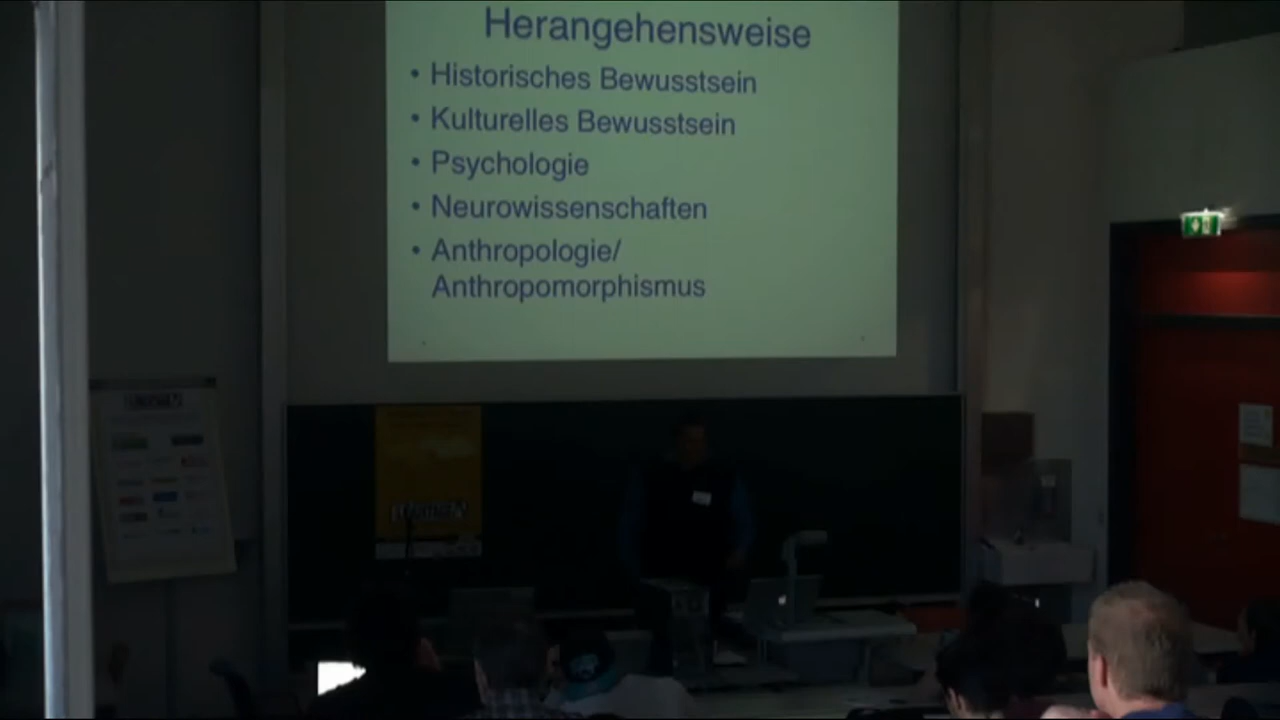 Herangehensweise
• Historisches Bewusstsein
• Kulturelles Bewusstsein
• Psychologie
• Neurowissenschaften
• Anthropologie/
Anthropomorphismus